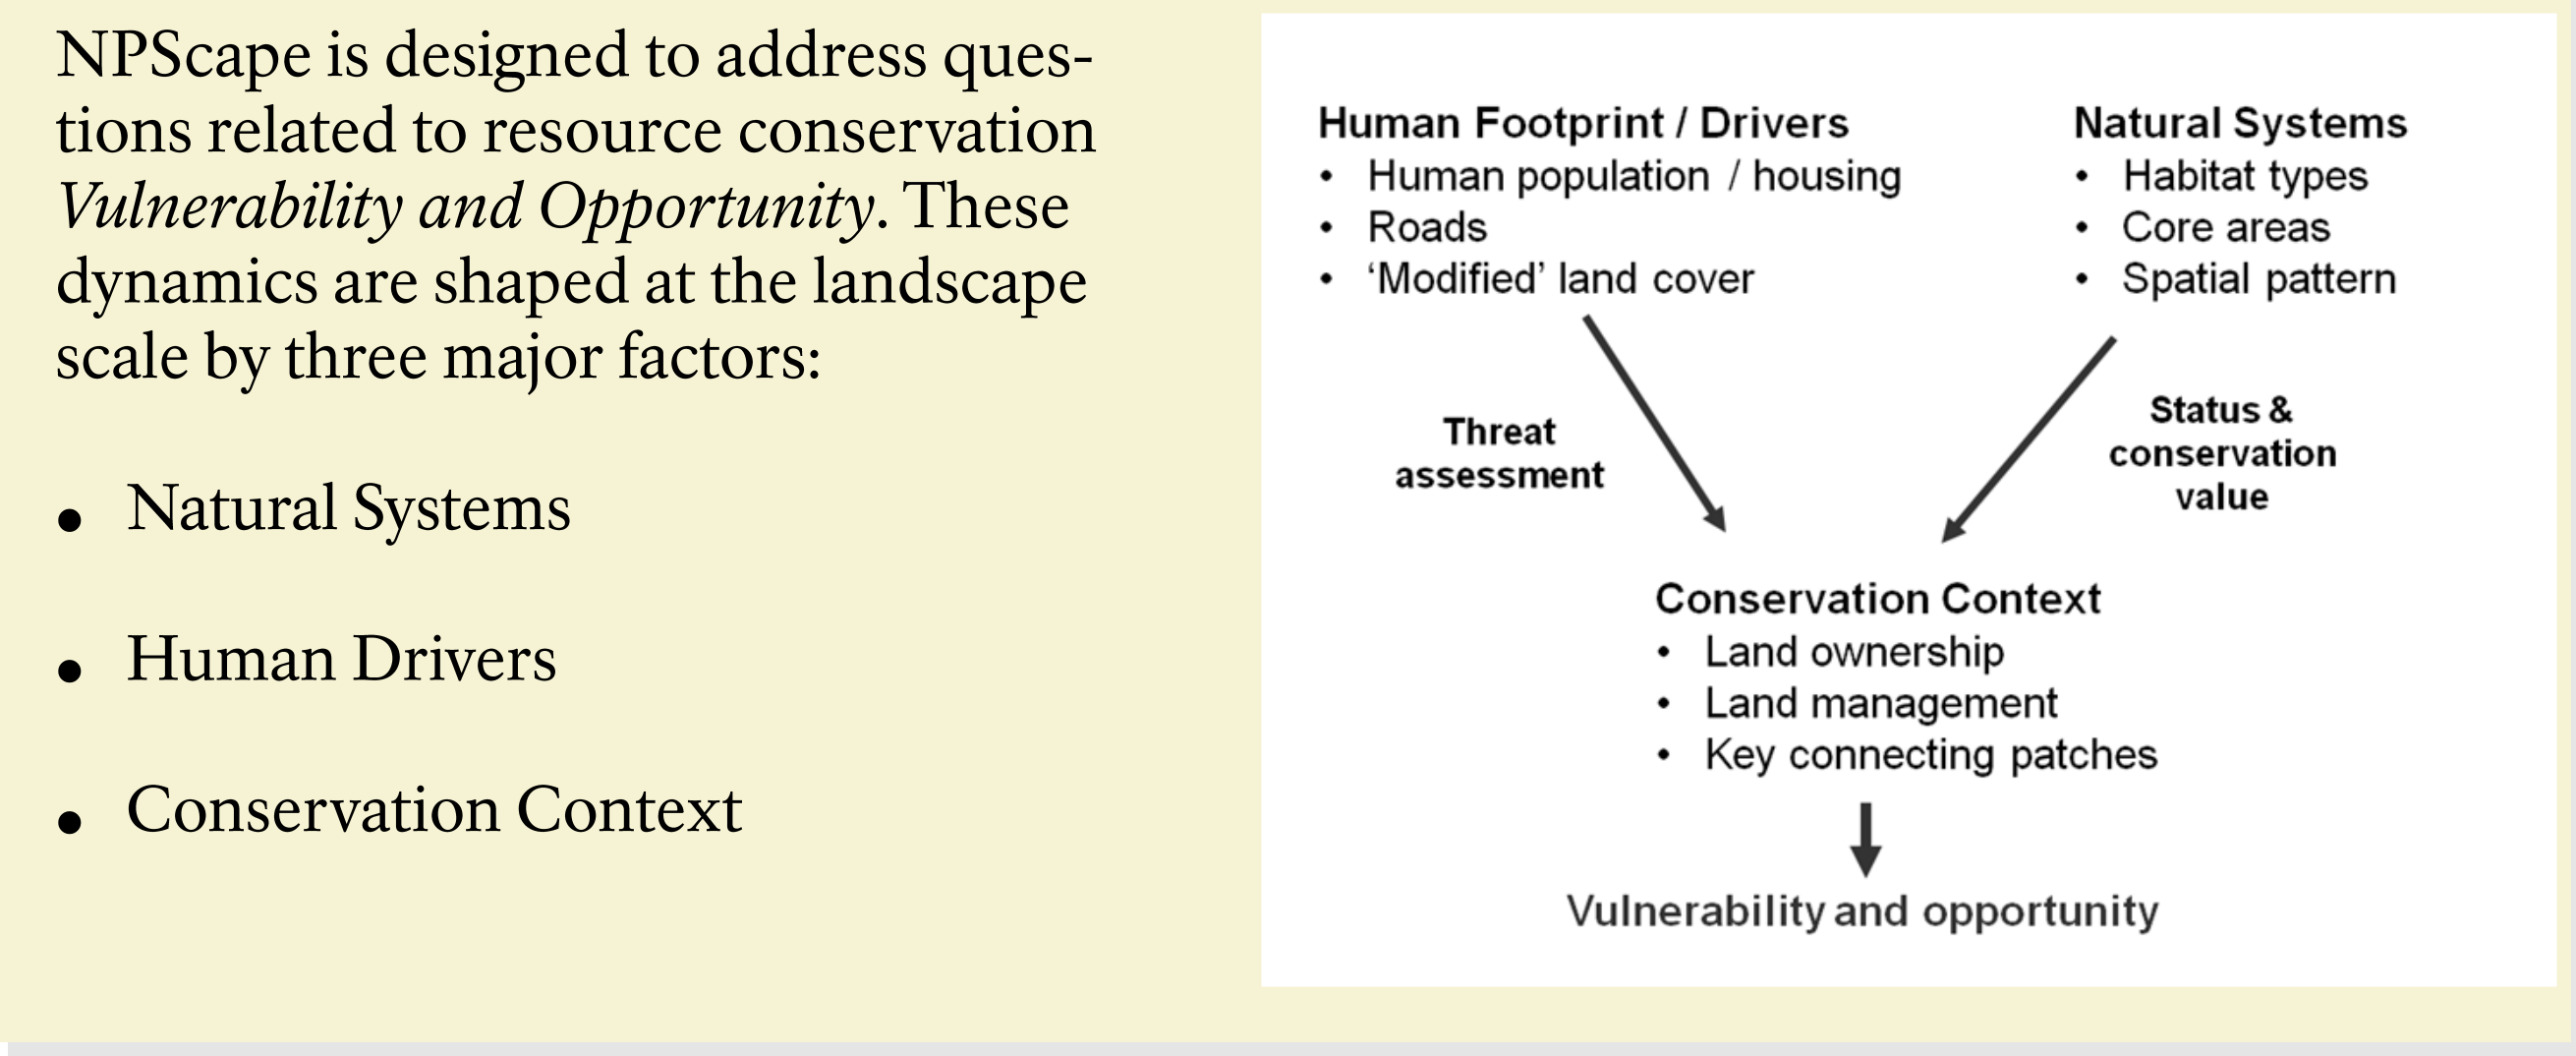 NPScape is designed to address ques-
tions related to resource conservation
Vulnerability and Opportunity. These
dynamics are shaped at the landscape
scale by three major factors:
• Natural Systems
• Human Drivers
• Conservation Context
Human Footprint / Drivers
• Human population / housing
• Roads
• ‘Modified’ land cover
Natural Systems
• Habitat types
• Core areas
• Spatial pattern
Threat
assessment
Status &
conservation
value
Conservation Context
• Land ownership
• Land management
• Key connecting patches
Vulnerability and opportunity